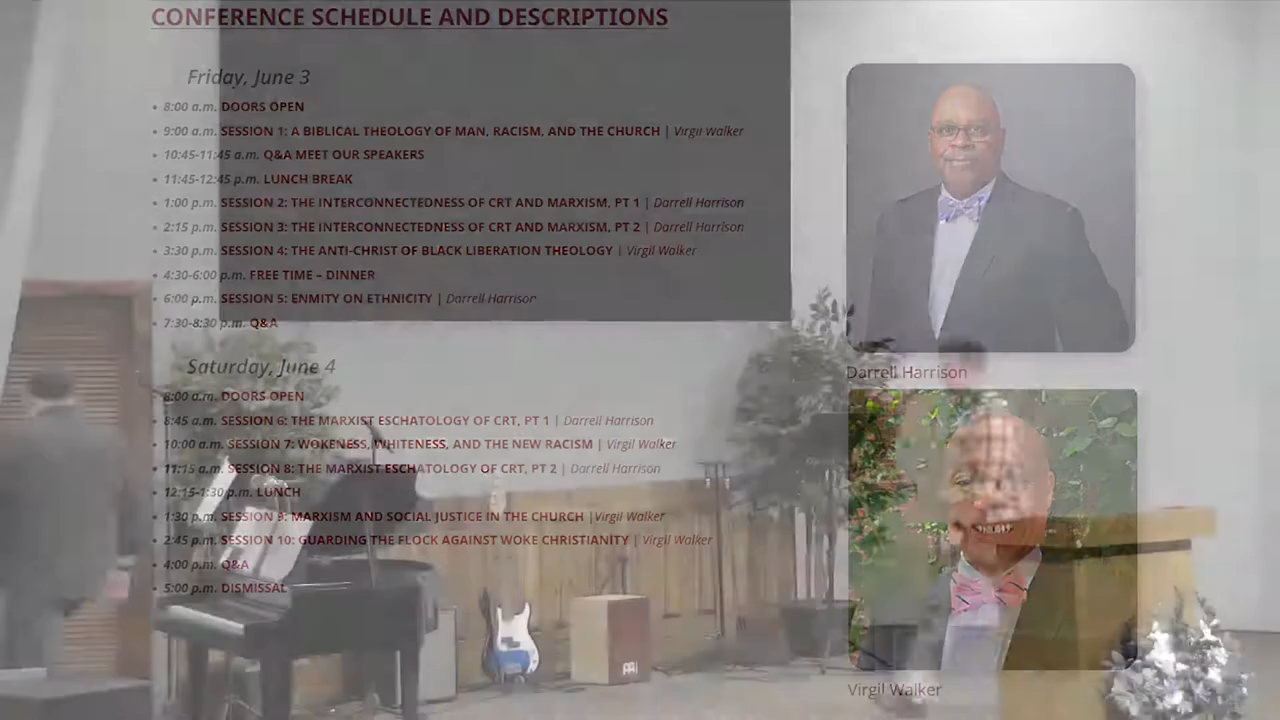 CONFERENCE SCHEDULE AND DESCRIPTIONS
Friday, June 3
• 8:00 a.m. DOORS OPEN
• 9:00 a.m. SESSION 1: A BIBLICAL THEOLOGY OF MAN, RACISM, AND THE CHURCH | Virgil Walker
• 10:45-11:45 a.m. Q&A MEET OUR SPEAKERS
• 11:45-12:45 p.m. LUNCH BREAK
• 1:00 p.m. SESSION 2: THE INTERCONNECTEDNESS OF CRT AND MARXISM, PT 1 | Darrell Harrison
• 2:15 p.m. SESSION 3: THE INTERCONNECTEDNESS OF CRT AND MARXISM, PT 2 | Darrell Harrison
• 3:30 p.m. SESSION 4: THE ANTI-CHRIST OF BLACK LIBERATION THEOLOGY | Virgil Walker
• 4:30-6:00 p.m. FREE TIME – DINNER
• 6:00 p.m. SESSION 5: ENMITY ON ETHNICITY | Darrell Harrison
• 7:30-8:30 p.m. Q&A
Saturday, June 4
• 8:00 a.m. DOORS OPEN
• 8:45 a.m. SESSION 6: THE MARXIST ESCHATOLOGY OF CRT, PT 1 | Darrell Harrison
• 10:00 a.m. SESSION 7: WOKENESS, WHITENESS, AND THE NEW RACISM | Virgil Walker
• 11:15 a.m. SESSION 8: THE MARXIST ESCHATOLOGY OF CRT, PT 2 | Darrell Harrison
• 12:15-1:30 p.m. LUNCH
• 1:30 p.m. SESSION 9: MARXISM AND SOCIAL JUSTICE IN THE CHURCH |Virgil Walker
• 2:45 p.m. SESSION 10: GUARDING THE FLOCK AGAINST WOKE CHRISTIANITY | Virgil Walker
• 4:00 p.m. Q&A
• 5:00 p.m. DISMISSAL
Darrell Harrison
Virgil Walker